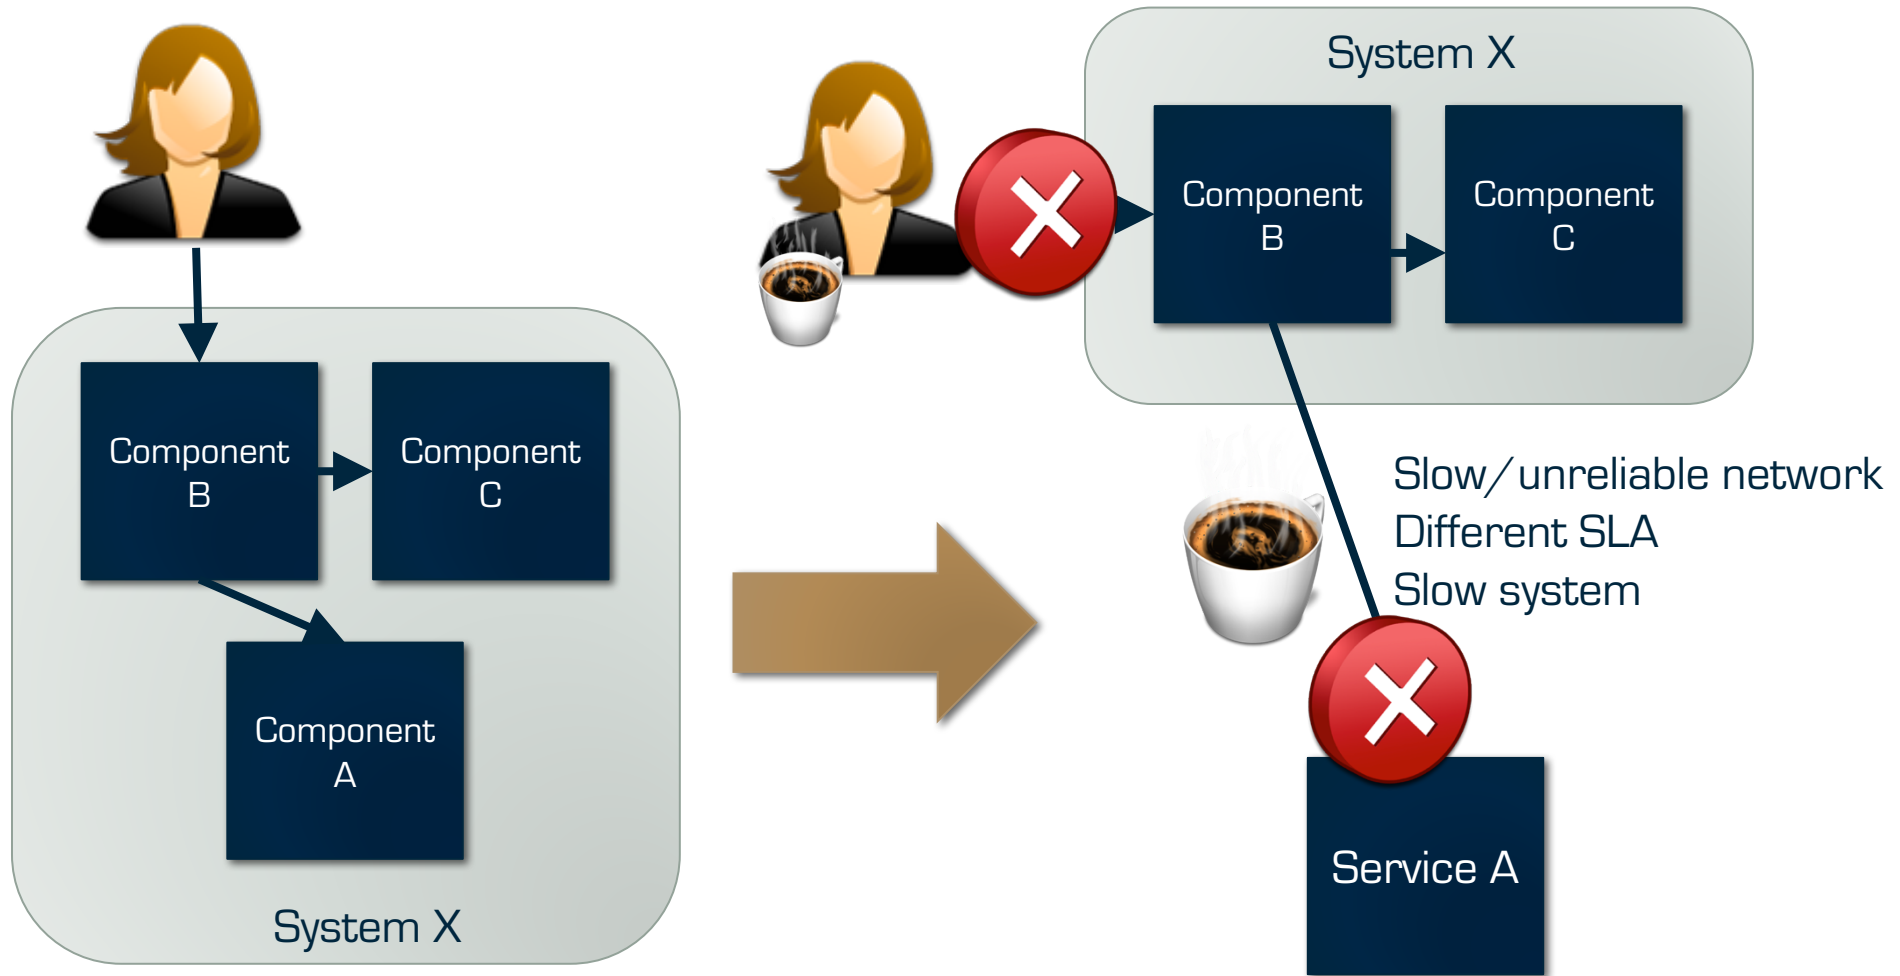 Component
B
Component
C
Component
A
System X
System X
Component
B
Component
C
Slow/unreliable network
Different SLA
Slow system
Service A